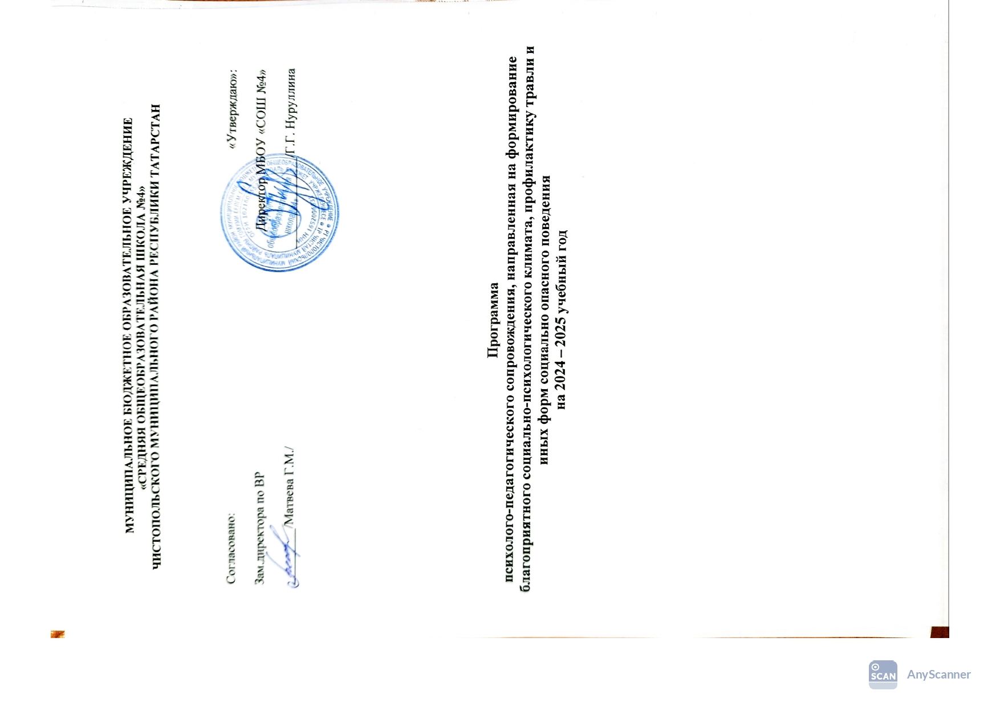 МУНИЦИПАЛЬНОЕ БЮДЖЕТНОЕ ОБРАЗОВАТЕЛЬНОЕ УЧРЕЖДЕНИЕ
«СРЕДНЯЯ ОБЩЕОБРАЗОВАТЕЛЬНАЯ ШКОЛА №4»
ЧИСТОПОЛЬСКОГО МУНИЦИПАЛЬНОГО РАЙОНА РЕСПУБЛИКИ ТАТАРСТАН
Согласовано:
«Утверждаю»:
Зам.директора по ВР
Директор МБОУ «СОШ №4»
/Матвеева Г.М./
/Г.Г. Нуруллина
Программа
психолого-педагогического сопровождения, направленная на формирование
благоприятного социально-психологического климата, профилактику травли и
иных форм социально опасного поведения
на 2024 – 2025 учебный год
SCAN
AnyScanner